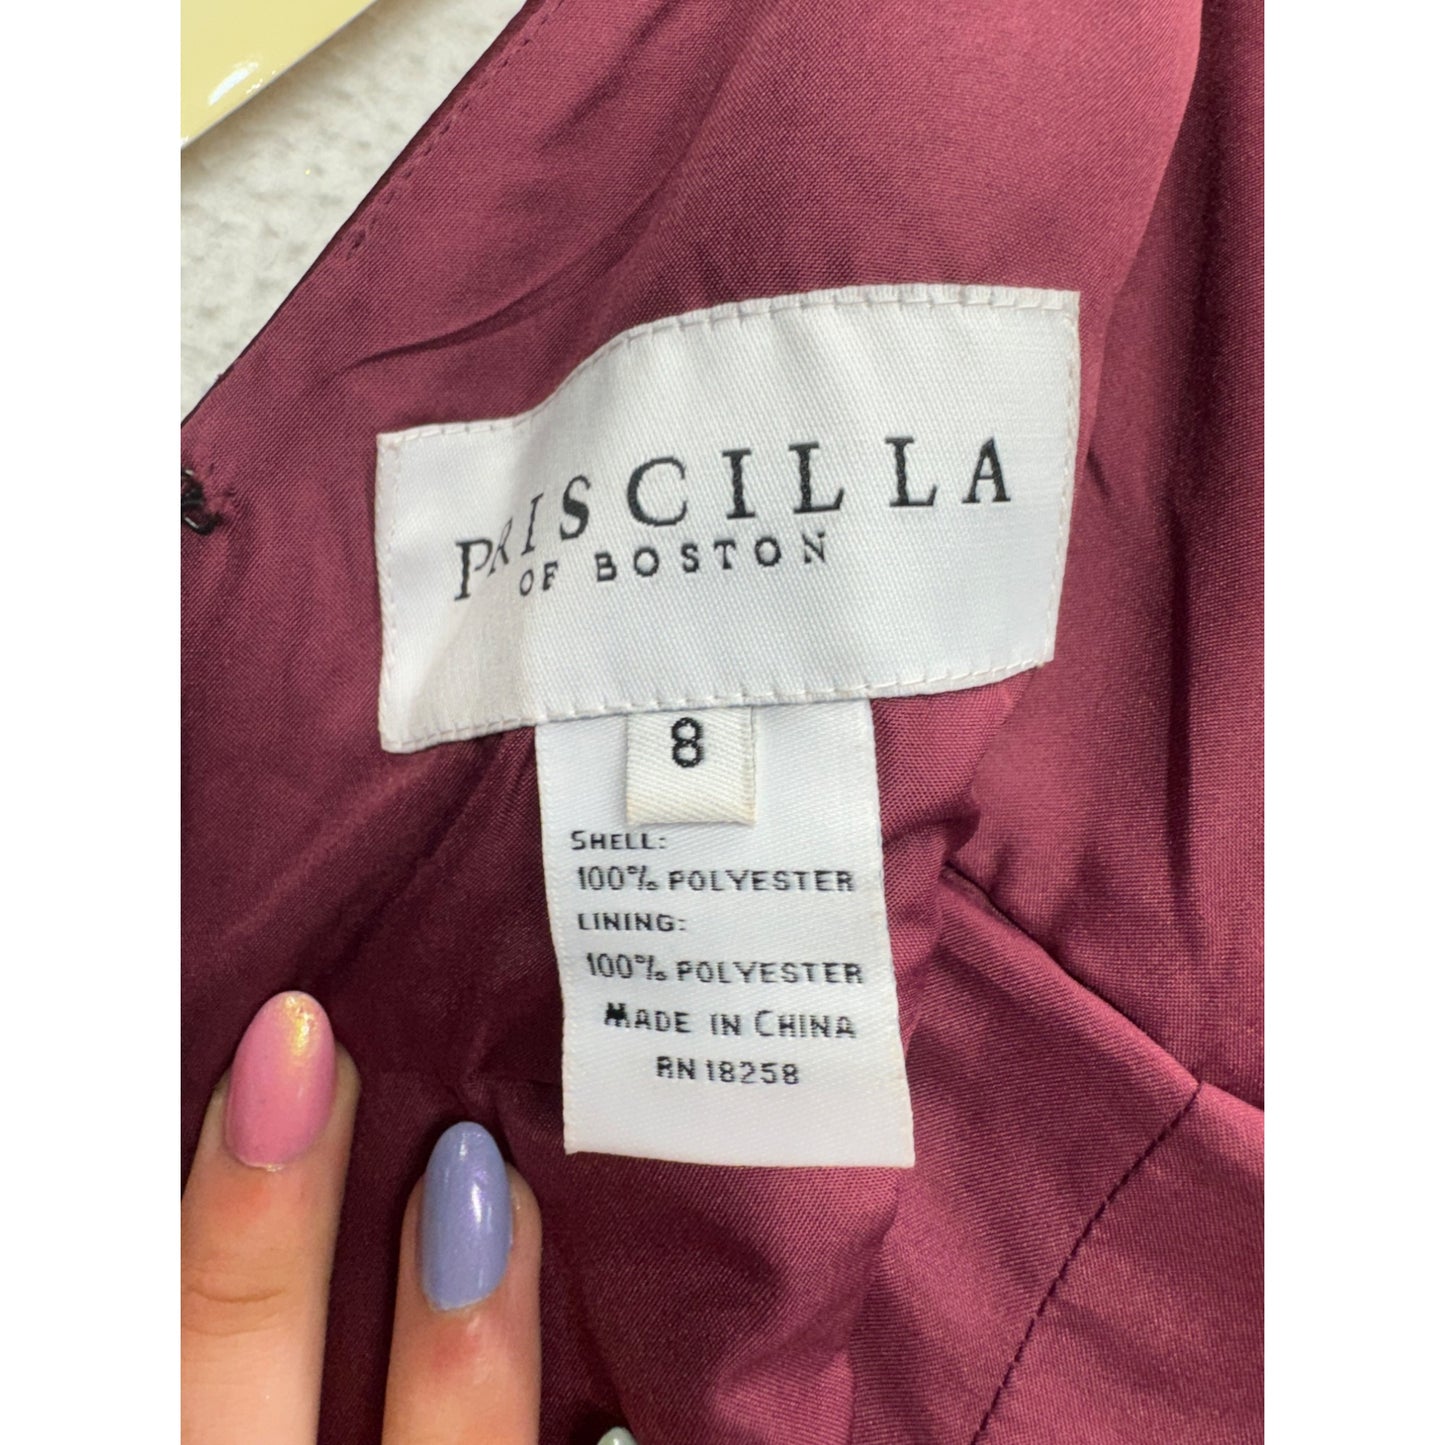 PRISCILLA
OF BOSTON
8
SHELL:
100% POLYESTER
LINING:
100% POLYESTER
MADE IN CHINA
RN 18258